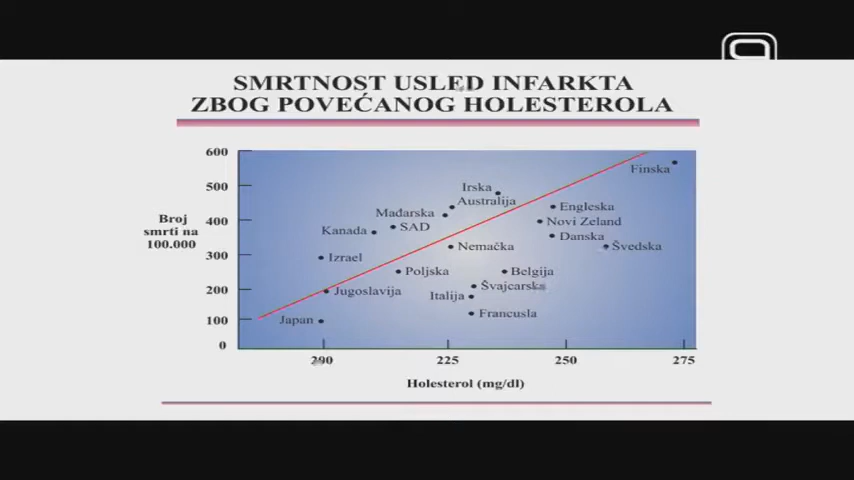 SMRTNOST USLED INFARKTA
ZBOG POVEĆANOG HOLESTEROLA
600
500
400
300
200
100
0
Broj
smrti na
100.000
Finska
Irska
Australija
Engleska
Mađarska
Novi Zeland
SAD
Kanada
Danska
Nemačka
Švedska
Izrael
Poljska
Belgija
Jugoslavija
Švajcarska
Italija
Francusla
Japan
290
225
250
275
Holesterol (mg/dl)